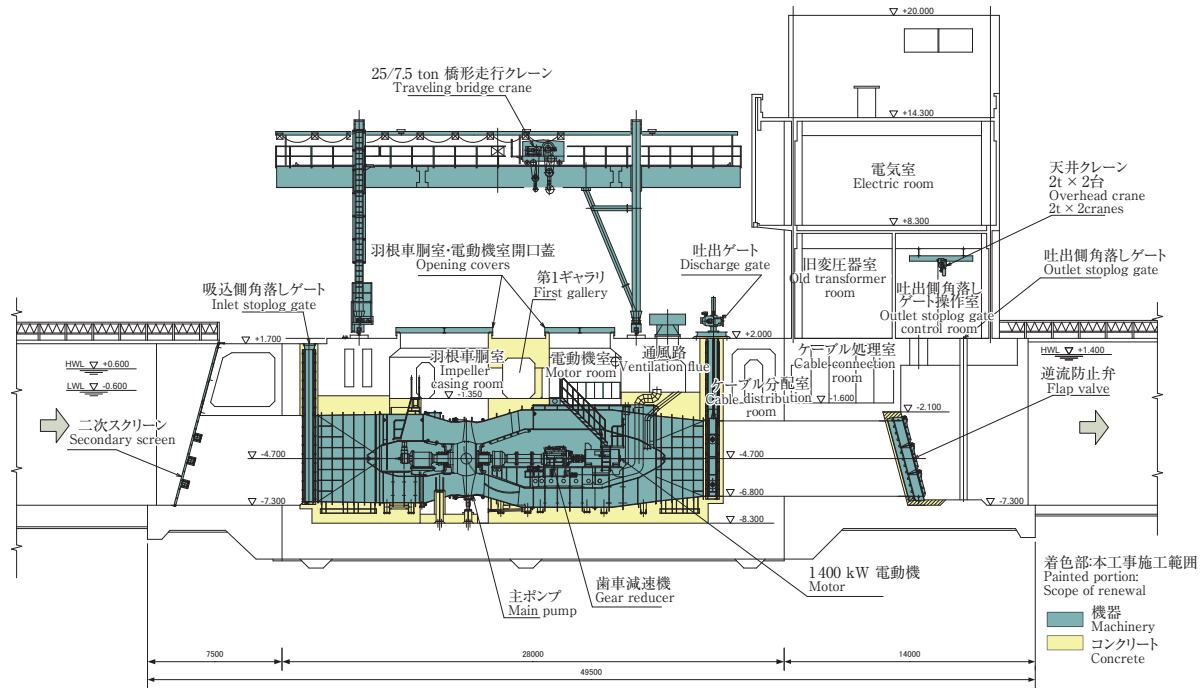 +20.000
25/7.5 ton 橋形走行クレーン
Traveling bridge crane
+14.300
電気室
Electric room
天井クレーン
2t × 2台
Overhead crane
2t × 2cranes
+8.300
羽根車胴室・電動機室開口蓋
Opening covers
吐出ゲート
Discharge gate
旧変圧器室
Old transformer
room
吐出側角落しゲート
Outlet stoplog gate
吸込側角落しゲート
Inlet stoplog gate
第1ギャラリ
First gallery
吐出側角落し
ゲート操作室
Outlet stoplog gate
control room
+1.700
+2.000
HWL +0.600
LWL -0.600
羽根車胴室
Impeller
casing room
電動機室
Motor room
通風路
Ventilation flue
ケーブル処理室
Cable connection
room
HWL +1.400
-1.350
ケーブル分配室
Cable distribution
room
-1.600
逆流防止弁
Flap valve
-2.100
二次スクリーン
Secondary screen
-4.700
-4.700
-7.300
-6.800
-7.300
-8.300
主ポンプ
Main pump
歯車減速機
Gear reducer
1400 kW 電動機
Motor
着色部:本工事施工範囲
Painted portion:
Scope of renewal
機器
Machinery
コンクリート
Concrete
7500
28000
14000
49500